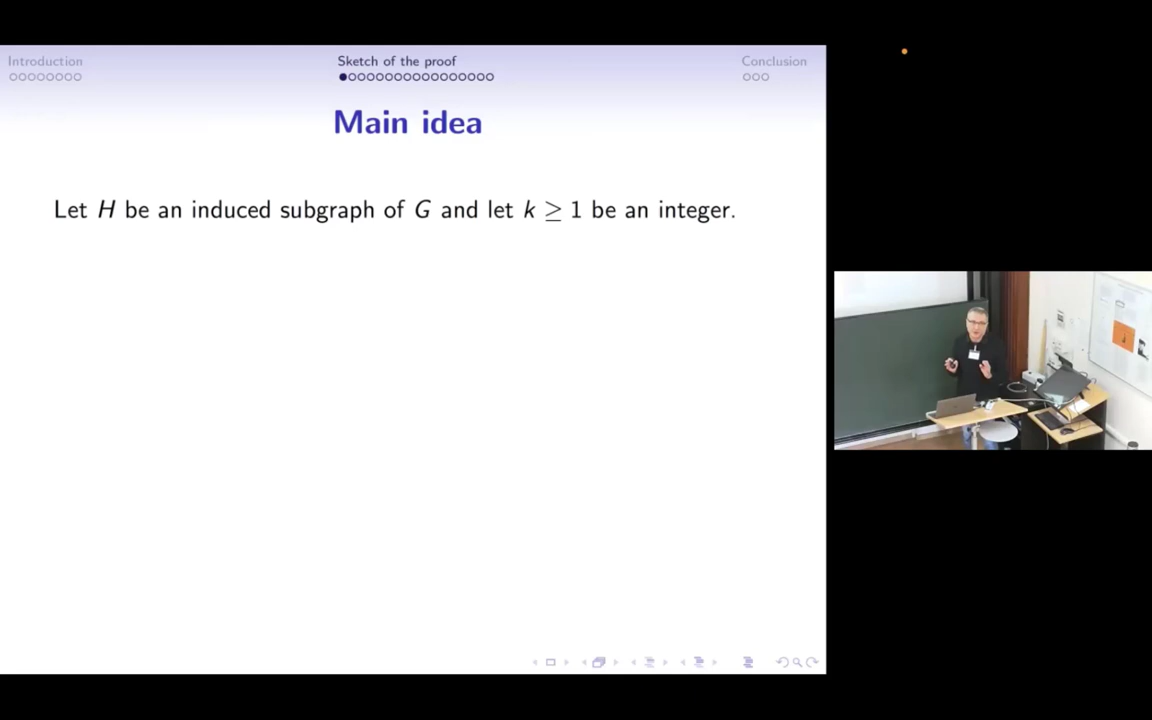 Introduction
Sketch of the proof
Conclusion
Main idea
Let H be an induced subgraph of G and let k ≥ 1 be an integer.